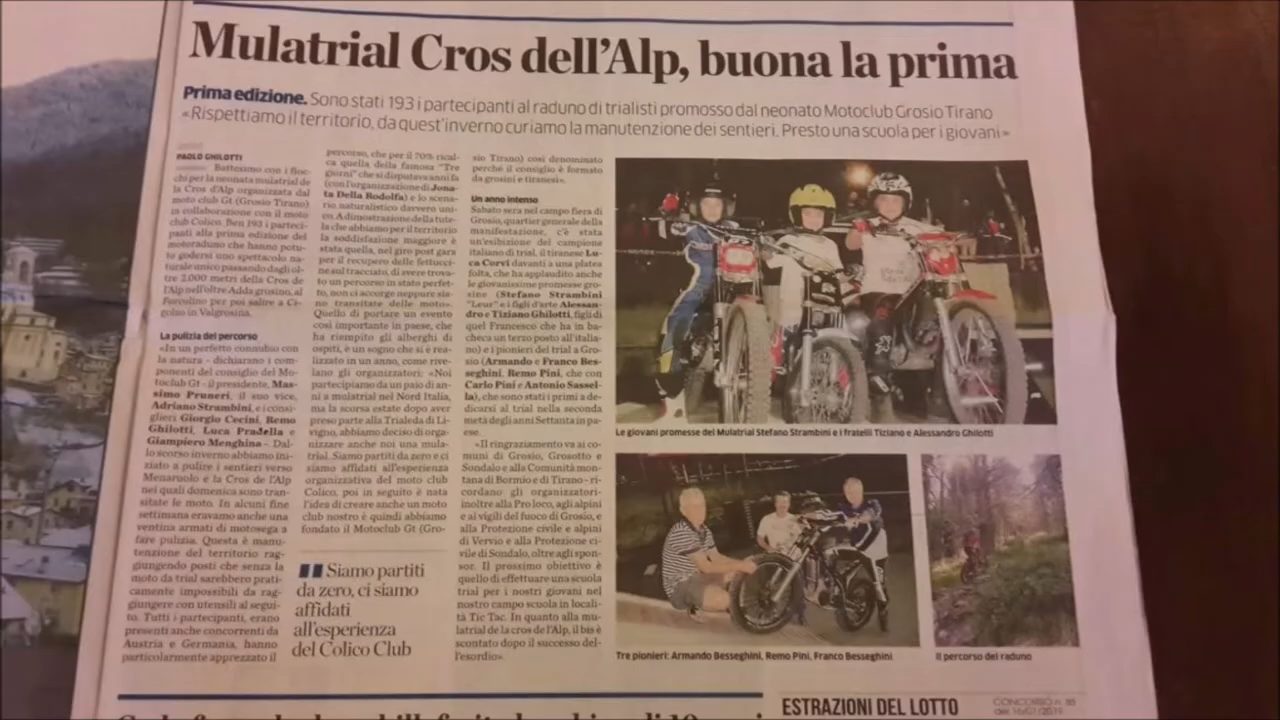 Mulatrial Cros dell'Alp, buona la prima
Prima edizione. Sono stati 193 i partecipanti al raduno di trialisti promosso dal neonato Motoclub Grosio Tirano
«Rispettiamo il territorio, da quest'inverno curiamo la manutenzione dei sentieri. Presto una scuola per i giovani»
PAOLO GHILOTTI
Battesimo con i fioc-
chi per la neonata mulatrial de
la Cros d'Alp organizzata dal
moto club Gt (Grosio Tirano)
in collaborazione con il moto
club Colico. Ben 193 i parteci-
panti alla prima edizione del
motoraduno che hanno potu-
to godersi uno spettacolo na-
turale unico passando dagli ol-
tre 2.000 metri della Cros de
l'Alp nell'oltre Adda grosino, al
Forcolino per poi salire a Ci-
goloso in Valgrosina.
La pulizia del percorso
«In un perfetto connubio con
la natura - dichiarano i com-
ponenti del consiglio del Mo-
toclub Gt - il presidente, Mas-
simo Pruneri, il suo vice,
Adriano Strambini, e i consi-
glieri Giorgio Cecini, Remo
Ghilotti, Luca Pradella e
Giampiero Menghina -. Dal-
lo scorso inverno abbiamo ini-
ziato a pulire i sentieri verso
Menaruolo e la Cros de l'Alp
nei quali domenica sono tran-
sitate le moto. In alcuni fine
settimana eravamo anche una
ventina armati di motosega a
fare pulizia. Questa è manu-
tenzione del territorio rag-
giungendo posti che senza la
moto da trial sarebbero prati-
camente impossibili da rag-
giungere con utensili al segui-
to. Tutti i partecipanti, erano
presenti anche concorrenti da
Austria e Germania, hanno
particolarmente apprezzato il
percorso, che per il 70% rical-
ca quella della famosa "Tre
giorni" che si disputava anni fa
(con l'organizzazione di Jona-
ta Della Rodolfa) e lo scena-
rio naturalistico davvero uni-
co. A dimostrazione della tute-
la che abbiamo per il territorio
la soddisfazione maggiore è
stata quella, nel giro post gara
per il recupero delle fettucci-
ne sul tracciato, di avere trova-
to un percorso in stato perfet-
to, non ci accorge neppure sia-
no transitate delle moto».
Quello di portare un evento
così importante in paese, che
ha riempito gli alberghi di
ospiti, è un sogno che si è rea-
lizzato in un anno, come rive-
lano gli organizzatori: «Noi
partecipiamo da un paio di an-
ni a mulatrial nel Nord Italia,
ma la scorsa estate dopo aver
preso parte alla Trialeda di Li-
vigno, abbiamo deciso di orga-
nizzare anche noi una mula-
trial. Siamo partiti da zero e ci
siamo affidati all'esperienza
organizzativa del moto club
Colico, poi in seguito è nata
l'idea di creare anche un moto
club nostro è quindi abbiamo
fondato il Motoclub Gt (Gro-
Siamo partiti
da zero, ci siamo
affidati
all'esperienza
del Colico Club
sio Tirano) così denominato
perché il consiglio è formato
da grosini e tiranesi».
Un anno intenso
Sabato sera nel campo fiera di
Grosio, quartier generale della
manifestazione, c'è stata
un'esibizione del campione
italiano di trial, il tiranese Lu-
ca Corvi davanti a una platea
folta, che ha applaudito anche
le giovanissime promesse gro-
sine (Stefano Strambini
"Leur" e i figli d'arte Alessan-
dro e Tiziano Ghilotti, figli di
quel Francesco che ha in ba-
checa un terzo posto all'italia-
no) e i pionieri del trial a Gro-
sio (Armando e Franco Bes-
seghini, Remo Pini, che con
Carlo Pini e Antonio Sassel-
la), che sono stati i primi a de-
dicarsi al trial nella seconda
metà degli anni Settanta in pa-
ese.
«Il ringraziamento va ai co-
muni di Grosio, Grosotto e
Sondalo e alla Comunità mon-
tana di Bormio e di Tirano - ri-
cordano gli organizzatori-
inoltre alla Pro loco, agli alpini
e ai vigili del fuoco di Grosio, e
alla Protezione civile e alpini
di Vervio e alla Protezione ci-
vile di Sondalo, oltre agli spon-
sor. Il prossimo obiettivo è
quello di effettuare una scuola
trial per i nostri giovani nel
nostro campo scuola in locali-
tà Tic Tac. In quanto alla mu-
latrial de la cros de l'Alp, il bis è
scontato dopo il successo del-
l'esordio».
Le giovani promesse del Mulatrial Stefano Strambini e i fratelli Tiziano e Alessandro Ghilotti
Tre pionieri: Armando Besseghini, Remo Pini, Franco Besseghini
Il percorso del raduno
ESTRAZIONI DEL LOTTO
CONCORSO n. 85